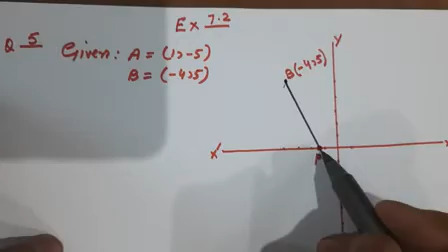 Ex 7.2
Q 5 Given: A = (1, -5)
B = (-4, 5)
Y
B(-4, 5)
X'
P